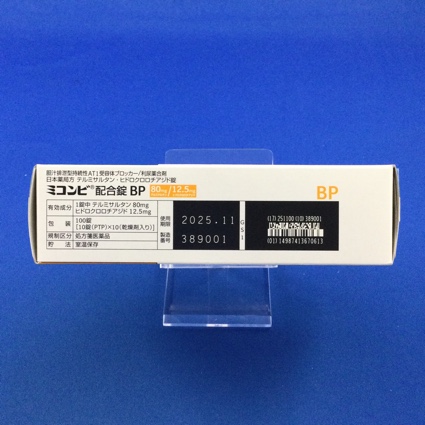 胆汁排泄型持続性AT1受容体ブロッカー/利尿薬合剤
日本薬局方 テルミサルタン・ヒドロクロロチアジド錠
ミコンビ®配合錠BP 80mg/12.5mg
有効成分 1錠中 テルミサルタン 80mg
ヒドロクロロチアジド 12.5mg
包装 100錠
[10錠(PTP)×10(乾燥剤入り)]
規制区分 処方箋医薬品
貯法 室温保存
使用期限 2025.11
製造番号 389001
GS1
(17) 251100 (10) 389001
(01) 14987413670613
BP